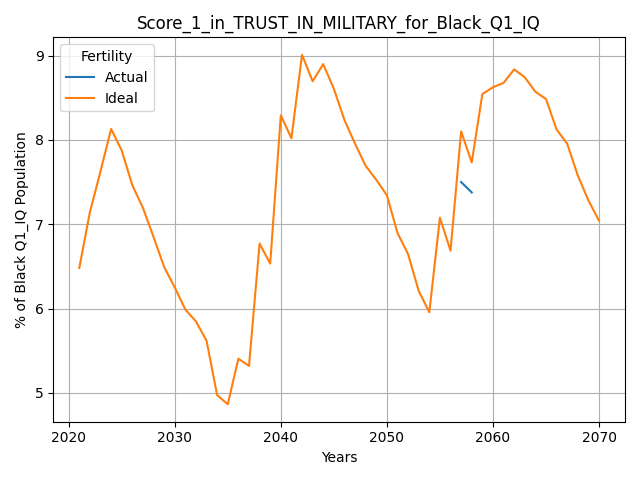 Score_1_in_TRUST_IN_MILITARY_for_Black_Q1_IQ
Fertility
Actual
Ideal
% of Black Q1_IQ Population
9
8
7
6
5
2020 2030 2040 2050 2060 2070
Years